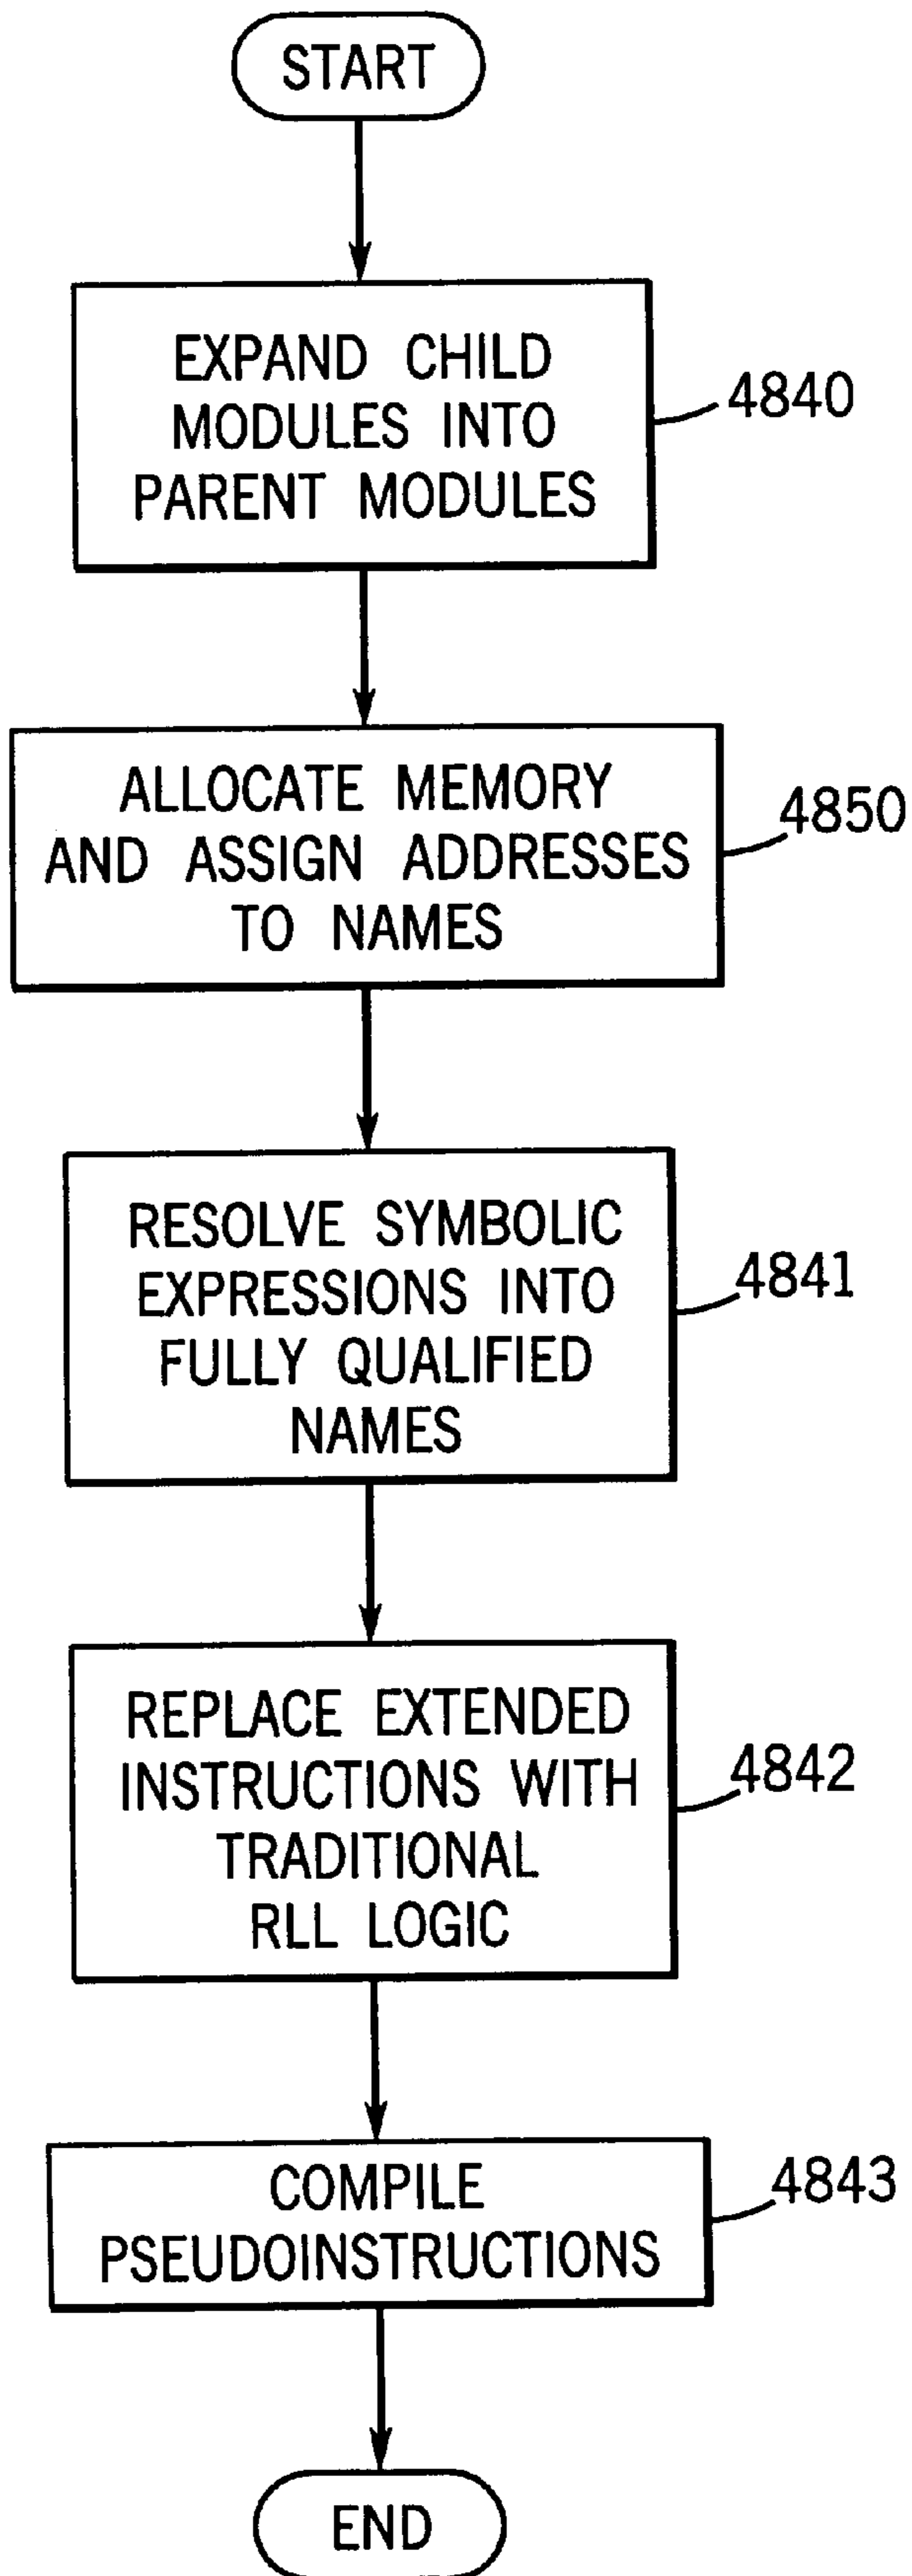 START
EXPAND CHILD
MODULES INTO
PARENT MODULES
4840
ALLOCATE MEMORY
AND ASSIGN ADDRESSES
TO NAMES
4850
RESOLVE SYMBOLIC
EXPRESSIONS INTO
FULLY QUALIFIED
NAMES
4841
REPLACE EXTENDED
INSTRUCTIONS WITH
TRADITIONAL
RLL LOGIC
4842
COMPILE
PSEUDOINSTRUCTIONS
4843
END